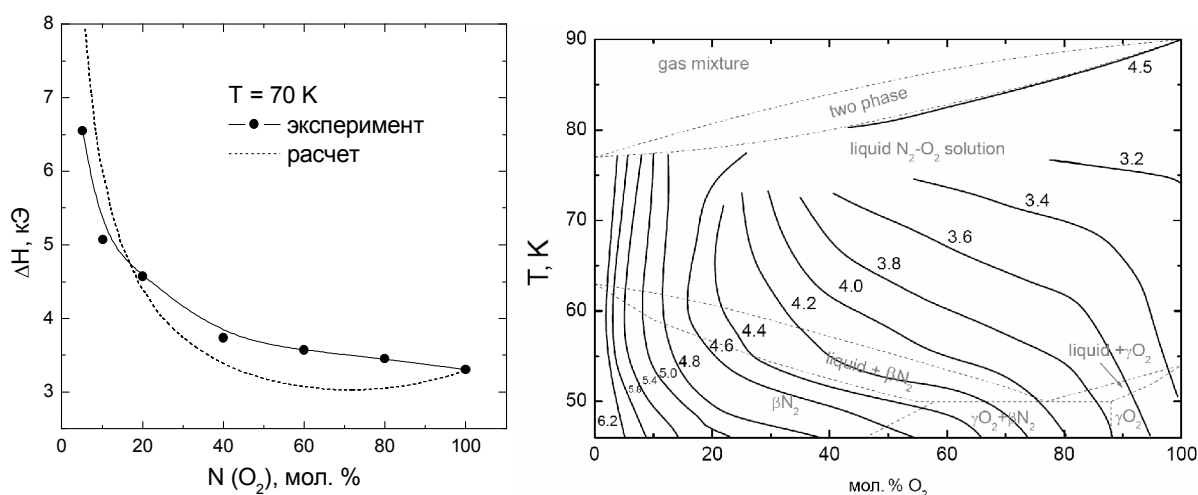 8
7
6
5
4
3
ΔH, кЭ
T = 70 K
эксперимент
расчет
0 20 40 60 80 100
N (O₂), мол. %
90
80
70
60
50
T, K
gas mixture
two phase
4.5
liquid N₂-O₂ solution
3.2
3.4
3.6
3.8
4.0
4.2
4.4
4.6
4.8
5.0
5.4
5.8
6.2
liquid + βN₂
liquid +γO₂
βN₂
γO₂+βN₂
γO₂
0 20 40 60 80 100
мол. % O₂